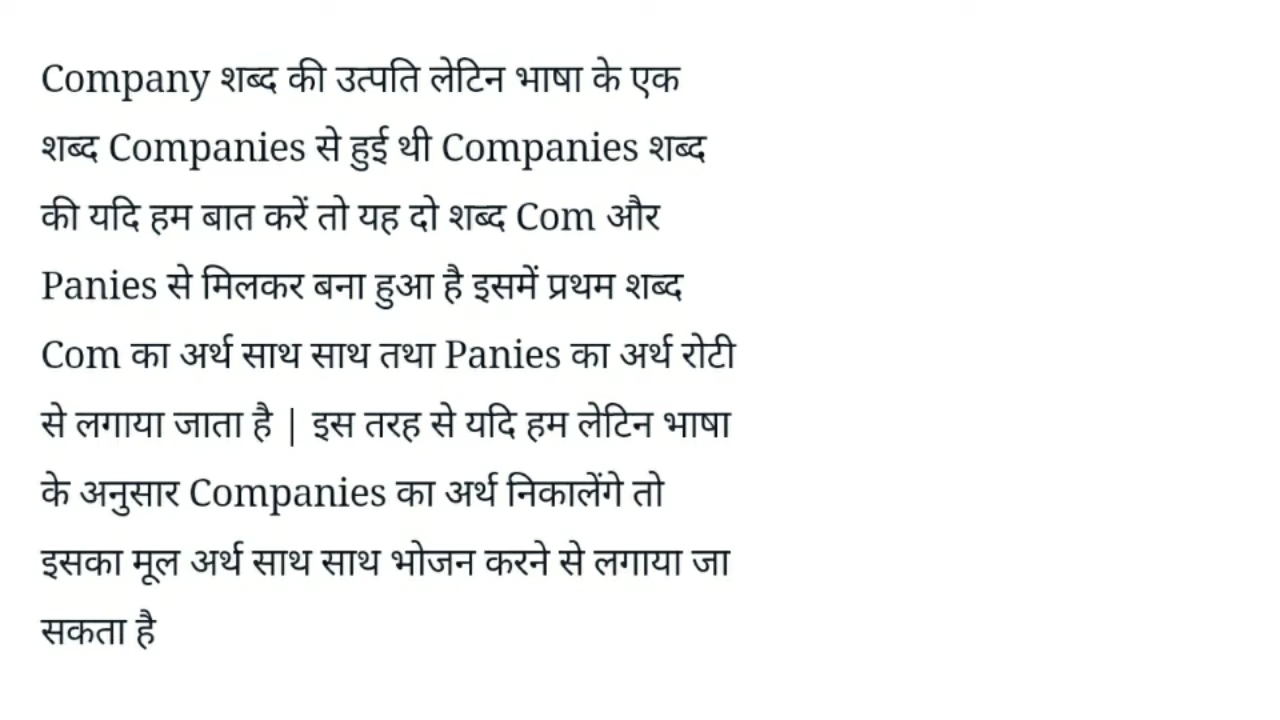 Company शब्द की उत्पति लेटिन भाषा के एक
शब्द Companies से हुई थी Companies शब्द
की यदि हम बात करें तो यह दो शब्द Com और
Panies से मिलकर बना हुआ है इसमें प्रथम शब्द
Com का अर्थ साथ साथ तथा Panies का अर्थ रोटी
से लगाया जाता है | इस तरह से यदि हम लेटिन भाषा
के अनुसार Companies का अर्थ निकालेंगे तो
इसका मूल अर्थ साथ साथ भोजन करने से लगाया जा
सकता है